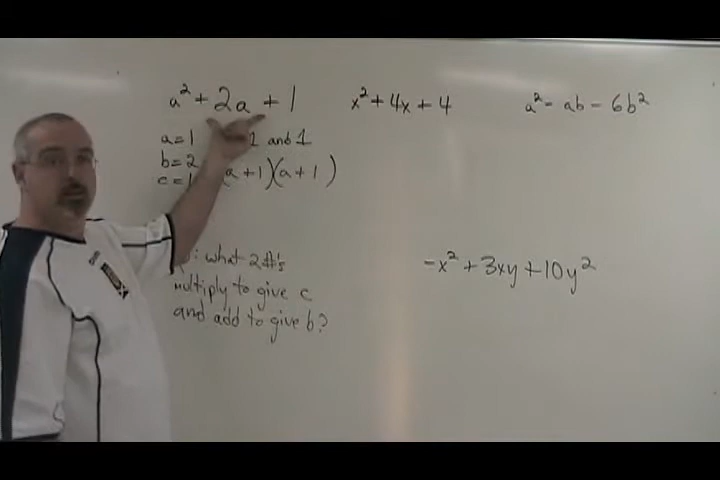 a² + 2a + 1
a=1 1 and 1
b=2
c=1 (a+1)(a+1)
: what 2 #'s
multiply to give c
and add to give b?
x² + 4x + 4
a² - ab - 6b²
-x² + 3xy + 10y²